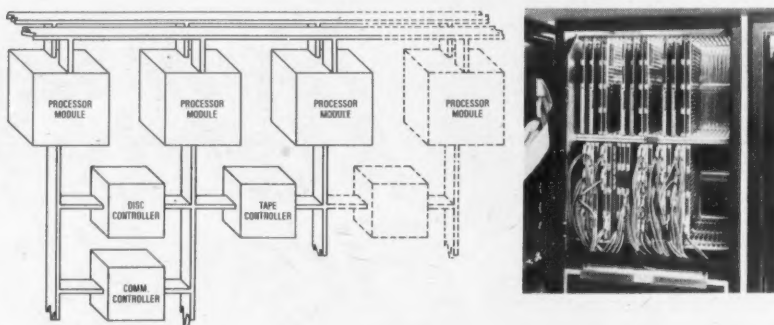 PROCESSOR
MODULE
PROCESSOR
MODULE
PROCESSOR
MODULE
PROCESSOR
MODULE
DISC
CONTROLLER
TAPE
CONTROLLER
COMM.
CONTROLLER